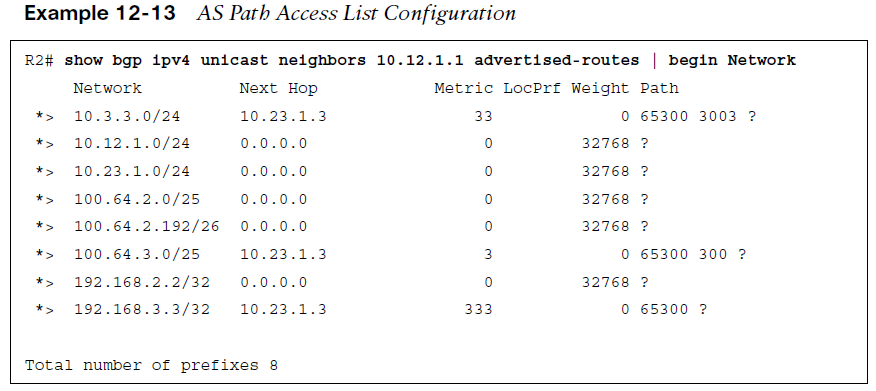 Example 12-13 AS Path Access List Configuration
R2# show bgp ipv4 unicast neighbors 10.12.1.1 advertised-routes | begin Network
Network Next Hop Metric LocPrf Weight Path
*> 10.3.3.0/24 10.23.1.3 33 0 65300 3003 ?
*> 10.12.1.0/24 0.0.0.0 0 32768 ?
*> 10.23.1.0/24 0.0.0.0 0 32768 ?
*> 100.64.2.0/25 0.0.0.0 0 32768 ?
*> 100.64.2.192/26 0.0.0.0 0 32768 ?
*> 100.64.3.0/25 10.23.1.3 3 0 65300 300 ?
*> 192.168.2.2/32 0.0.0.0 0 32768 ?
*> 192.168.3.3/32 10.23.1.3 333 0 65300 ?
Total number of prefixes 8